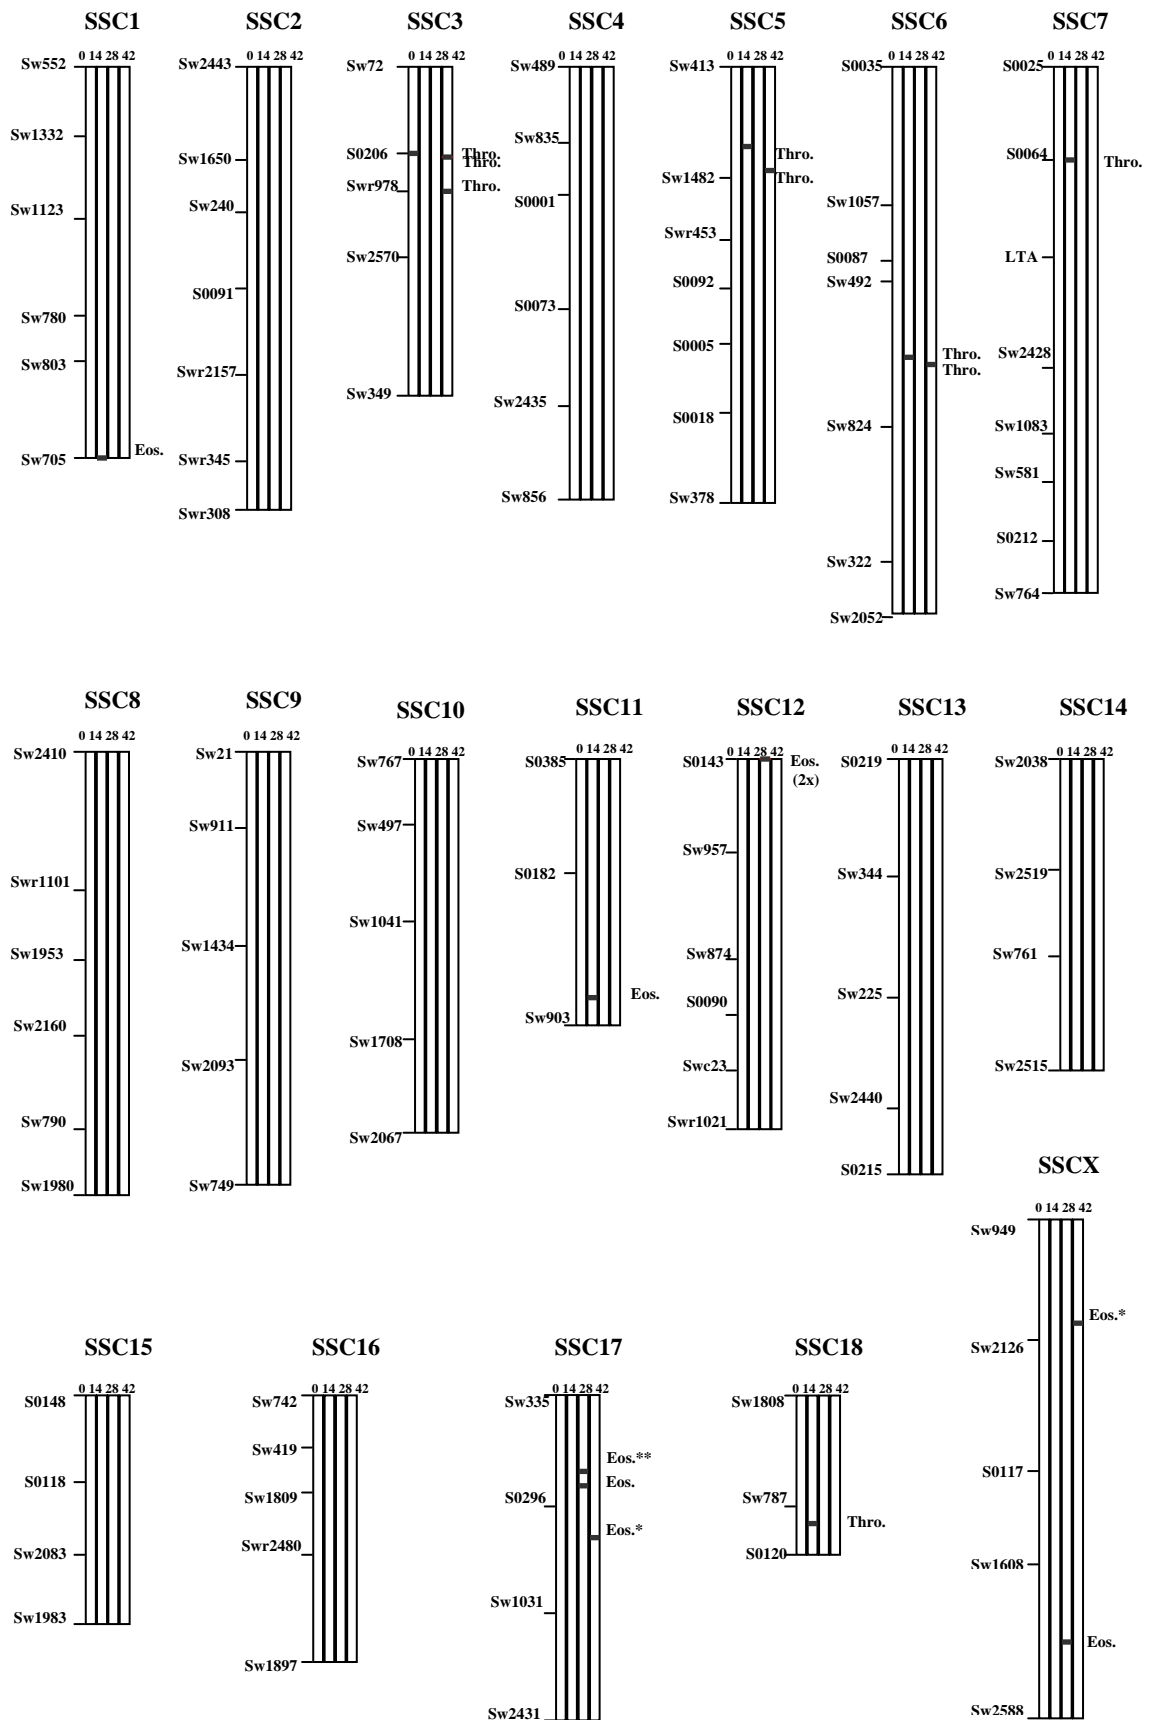 SSC1 SSC2 SSC3 SSC4 SSC5 SSC6 SSC7
0 14 28 42 0 14 28 42 0 14 28 42 0 14 28 42 0 14 28 42 0 14 28 42 0 14 28 42
Sw552
Sw1332
Sw1123
Sw780
Sw803
Sw705
Eos.
Sw2443
Sw1650
Sw240
S0091
Swr2157
Swr345
Swr308
Sw72
S0206
Swr978
Sw2570
Sw349
Thro.
Thro.
Thro.
Sw489
Sw835
S0001
S0073
Sw2435
Sw856
Sw413
Sw1482
Swr453
S0092
S0005
S0018
Sw378
Thro.
Thro.
S0035
Sw1057
S0087
Sw492
Sw824
Sw322
Sw2052
Thro.
Thro.
S0025
S0064
LTA
Sw2428
Sw1083
Sw581
S0212
Sw764
Thro.
SSC8 SSC9 SSC10 SSC11 SSC12 SSC13 SSC14
0 14 28 42 0 14 28 42 0 14 28 42 0 14 28 42 0 14 28 42 0 14 28 42 0 14 28 42
Sw2410
Swr1101
Sw1953
Sw2160
Sw790
Sw1980
Sw21
Sw911
Sw1434
Sw2093
Sw749
Sw767
Sw497
Sw1041
Sw1708
Sw2067
S0385
S0182
Sw903
Eos.
S0143
Sw957
Sw874
S0090
Swc23
Swr1021
Eos.
(2x)
S0219
Sw344
Sw225
Sw2440
S0215
Sw2038
Sw2519
Sw761
Sw2515
SSCX
0 14 28 42
Sw949
Sw2126
S0117
Sw1608
Sw2588
Eos.*
Eos.
SSC15 SSC16 SSC17 SSC18
0 14 28 42 0 14 28 42 0 14 28 42 0 14 28 42
S0148
S0118
Sw2083
Sw1983
Sw742
Sw419
Sw1809
Swr2480
Sw1897
Sw335
S0296
Sw1031
Sw2431
Eos.**
Eos.
Eos.*
Sw1808
Sw787
S0120
Thro.